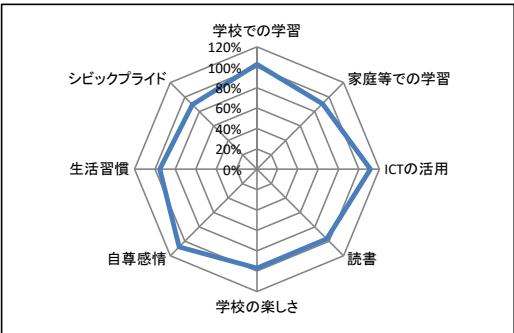 学校での学習
120%
100%
80%
60%
40%
20%
0%
シビックプライド
家庭等での学習
生活習慣
ICTの活用
自尊感情
読書
学校の楽しさ